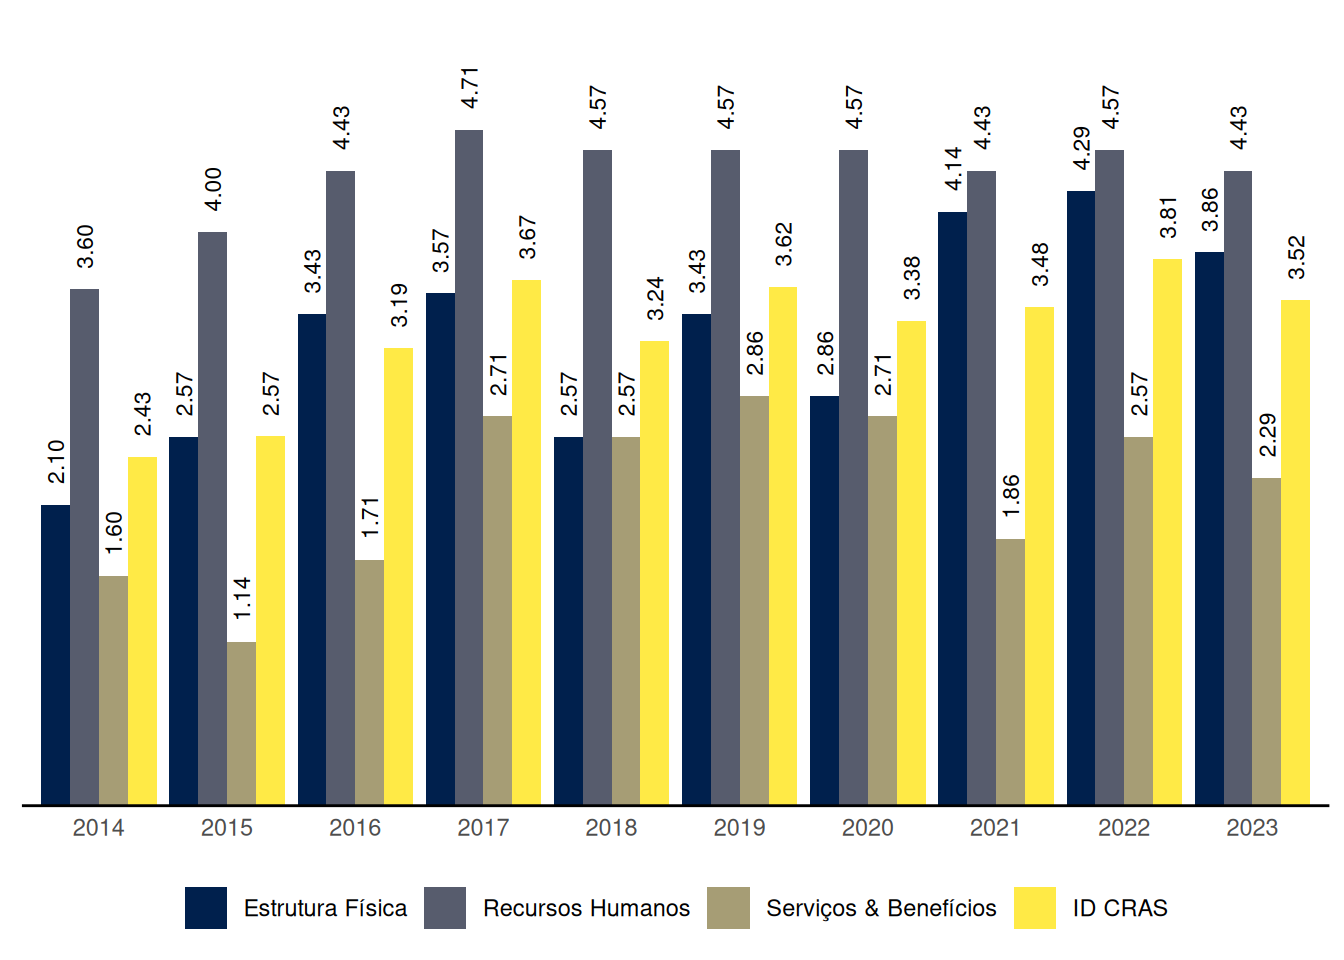 2.10 3.60 1.60 2.43
2.57 4.00 1.14 2.57
3.43 4.43 1.71 3.19
3.57 4.71 2.71 3.67
2.57 4.57 2.57 3.24
3.43 4.57 2.86 3.62
2.86 4.57 2.71 3.38
4.14 4.43 1.86 3.48
4.29 4.57 2.57 3.81
3.86 4.43 2.29 3.52
2014 2015 2016 2017 2018 2019 2020 2021 2022 2023
Estrutura Física Recursos Humanos Serviços & Benefícios ID CRAS